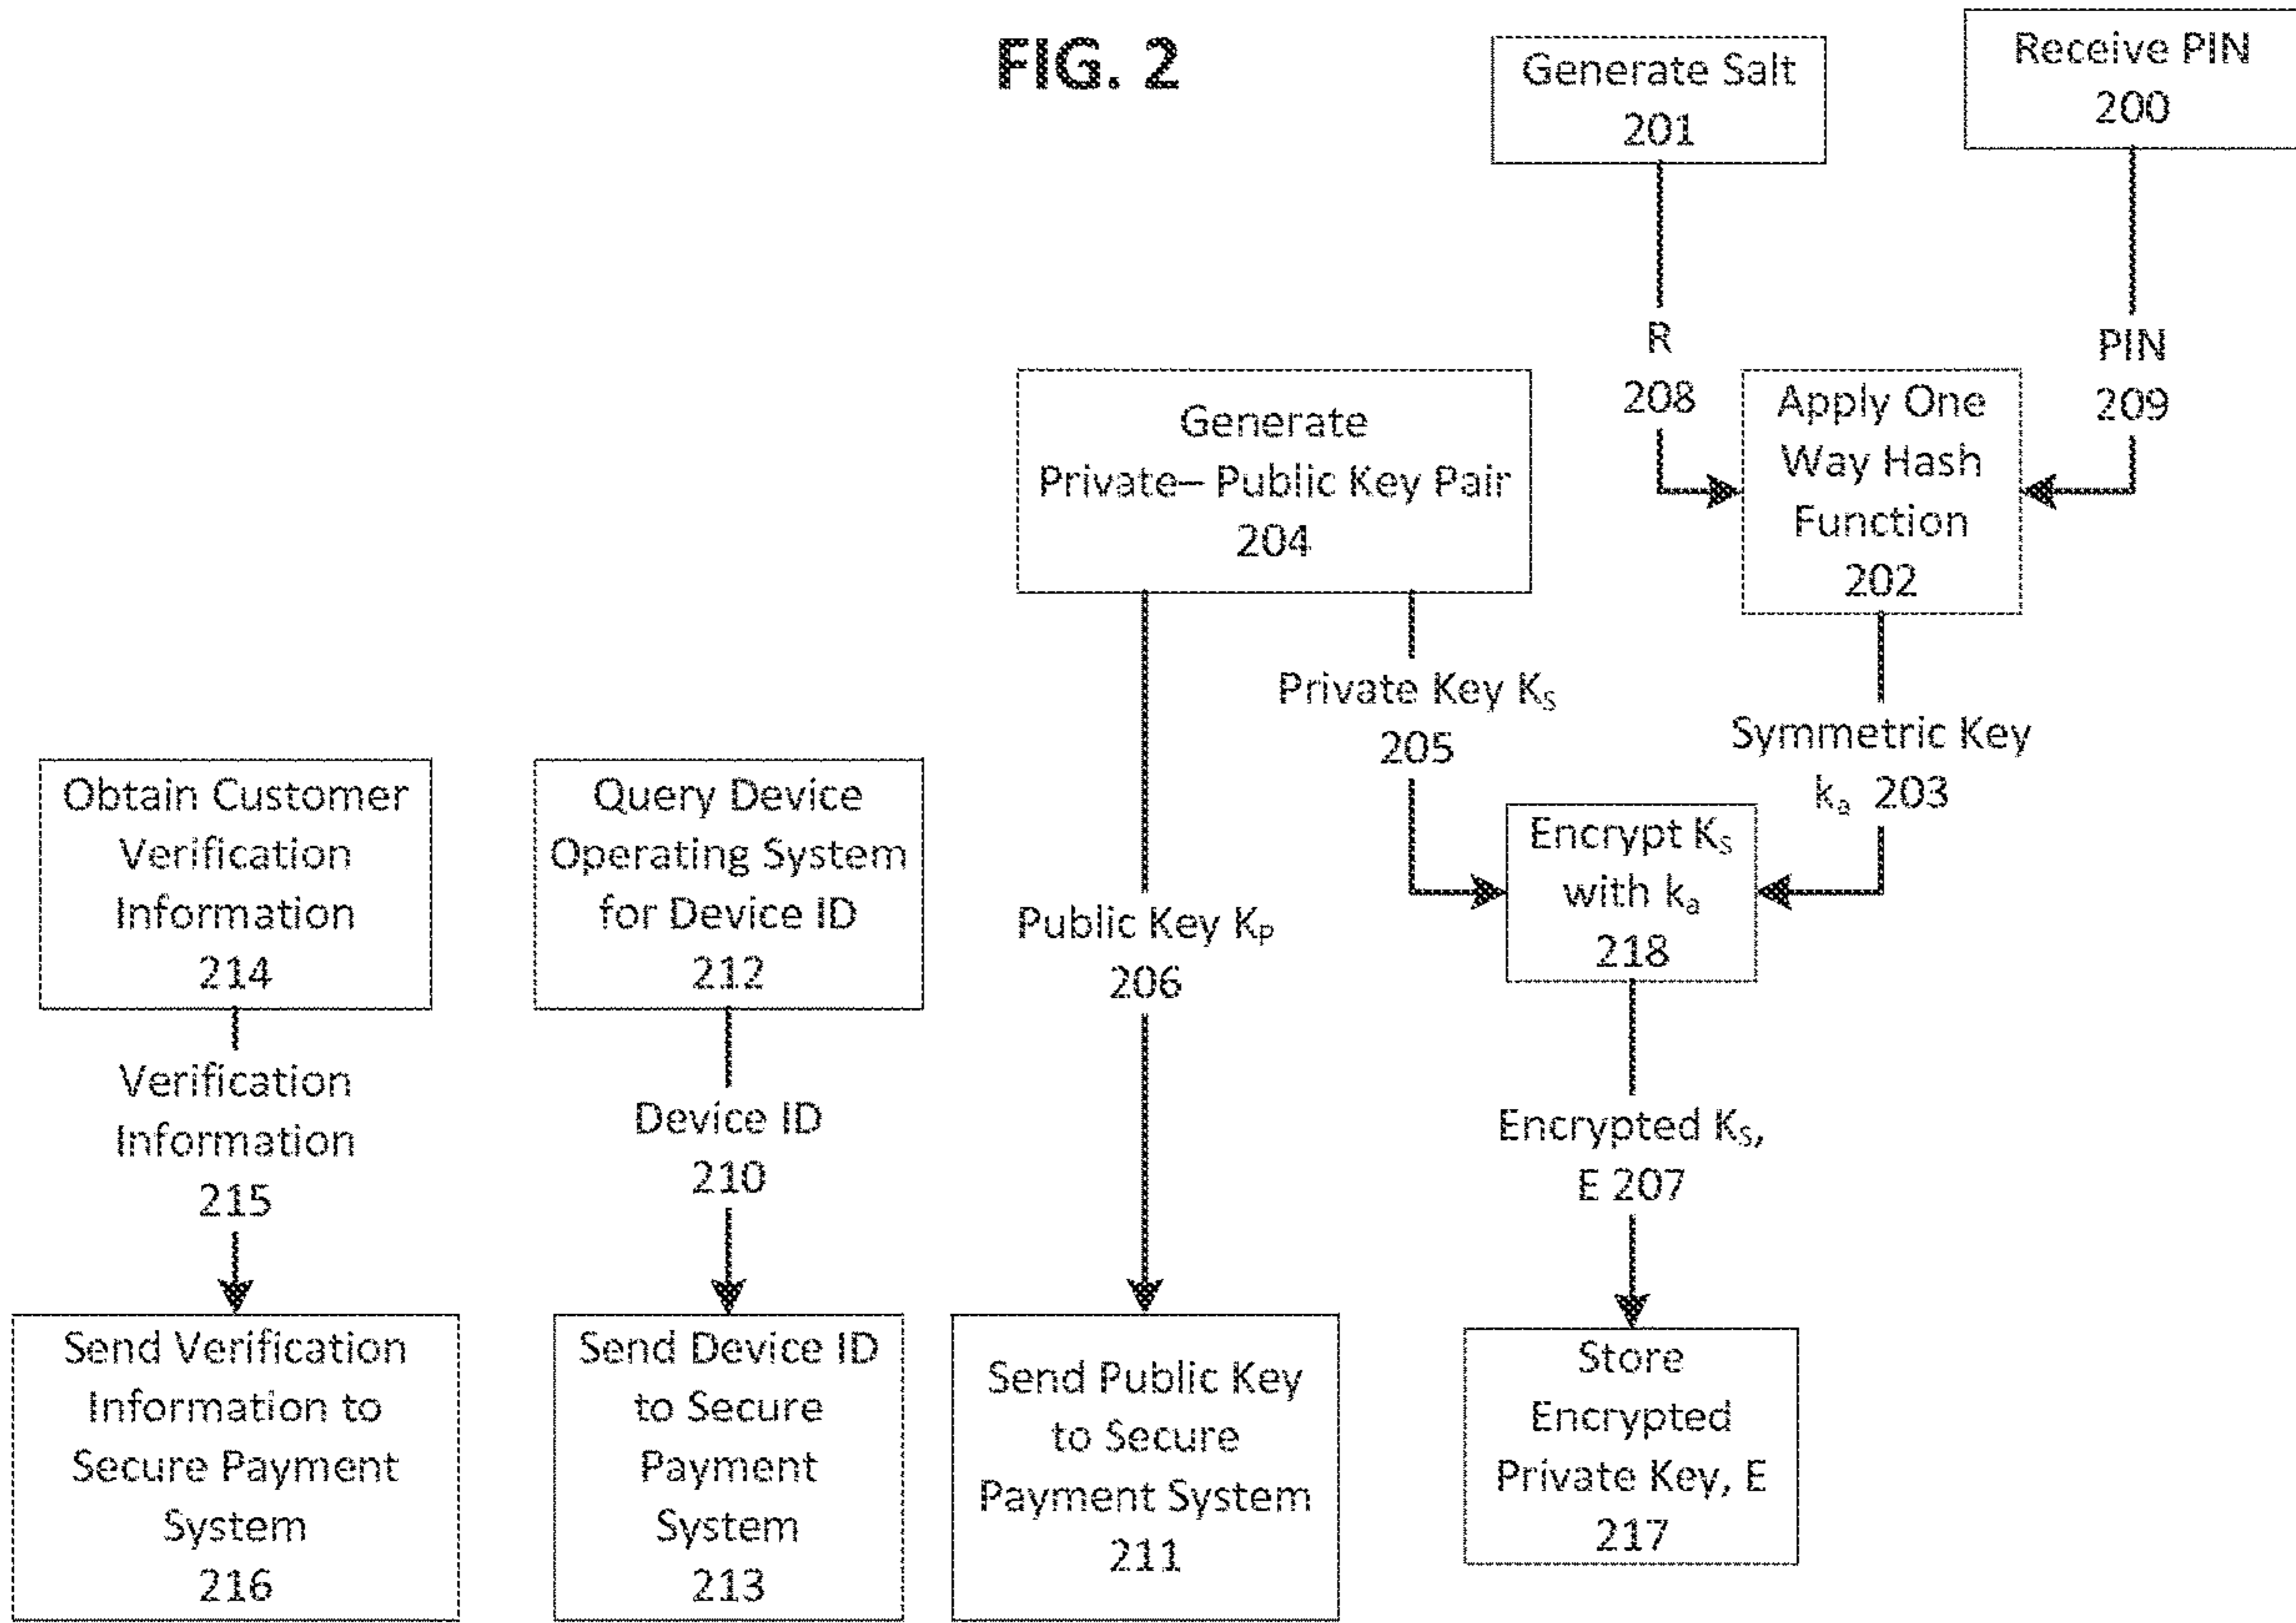 FIG. 2
Generate Salt
201
Receive PIN
200
R
208
PIN
209
Generate
Private– Public Key Pair
204
Apply One
Way Hash
Function
202
Private Key Kₛ
205
Symmetric Key
kₐ 203
Obtain Customer
Verification
Information
214
Query Device
Operating System
for Device ID
212
Public Key Kₚ
206
Encrypt Kₛ
with kₐ
218
Verification
Information
215
Device ID
210
Encrypted Kₛ,
E 207
Send Verification
Information to
Secure Payment
System
216
Send Device ID
to Secure
Payment
System
213
Send Public Key
to Secure
Payment System
211
Store
Encrypted
Private Key, E
217